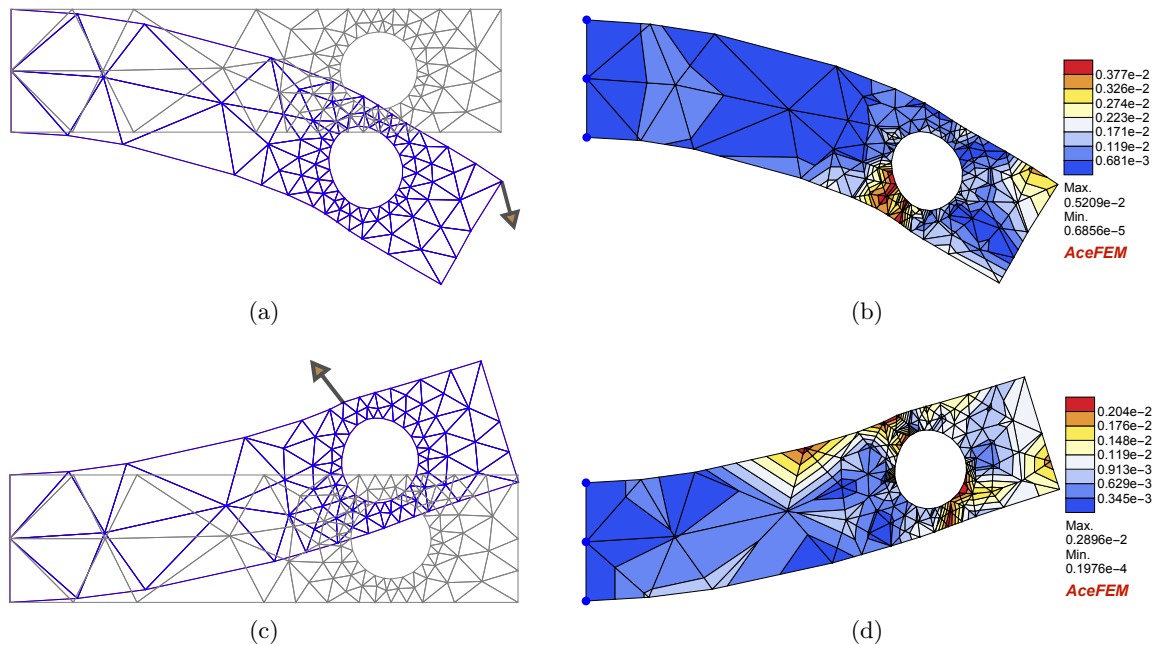 0.377e-2
0.326e-2
0.274e-2
0.223e-2
0.171e-2
0.119e-2
0.681e-3
Max.
0.5209e-2
Min.
0.6856e-5
AceFEM
(a)
(b)
0.204e-2
0.176e-2
0.148e-2
0.119e-2
0.913e-3
0.629e-3
0.345e-3
Max.
0.2896e-2
Min.
0.1976e-4
AceFEM
(c)
(d)